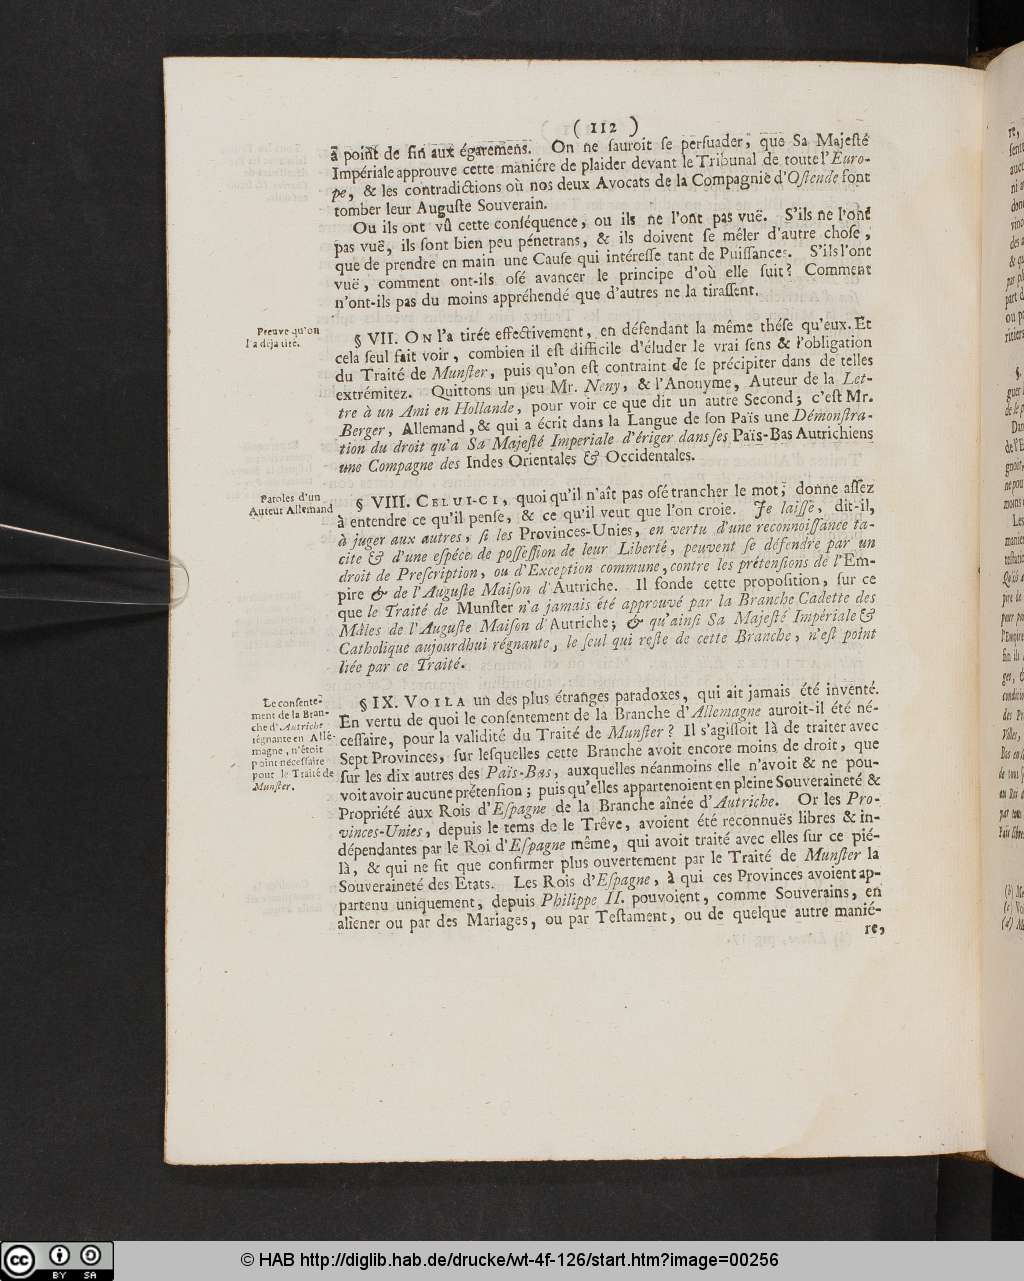 ( 112 )
à point de fin aux égaremens. On ne ſauroit ſe perſuader, que Sa Majeſté
Impériale approuve cette maniére de plaider devant le Tribunal de toute l'Euro-
pe, & les contradictions où nos deux Avocats de la Compagnie d'Oſtende font
tomber leur Auguſte Souverain.
Ou ils ont vû cette conſéquence, ou ils ne l'ont pas vuë. S'ils ne l'ont
pas vuë, ils ſont bien peu pénetrans, & ils doivent ſe mêler d'autre choſe,
que de prendre en main une Cauſe qui intéreſſe tant de Puiſſances. S'ils l'ont
vuë, comment ont-ils oſé avancer le principe d'où elle ſuit? Comment
n'ont-ils pas du moins appréhendé que d'autres ne la tiraſſent.
Preuve qu'on
l'a déja tiré.
§ VII. ON l'a tirée effectivement, en défendant la même théſe qu'eux. Et
cela ſeul fait voir, combien il eſt difficile d'éluder le vrai ſens & l'obligation
du Traité de Munſter, puis qu'on eſt contraint de ſe précipiter dans de telles
extrémitez. Quittons un peu Mr. Neny, & l'Anonyme, Auteur de la Let-
tre à un Ami en Hollande, pour voir ce que dit un autre Second; c'eſt Mr.
Berger, Allemand, & qui a écrit dans la Langue de ſon Païs une Démonſtra-
tion du droit qu'a Sa Majeſté Imperiale d'ériger dans ſes Païs-Bas Autrichiens
une Compagne des Indes Orientales & Occidentales.
Paroles d'un
Auteur Allemand
§ VIII. CELUI-CI, quoi qu'il n'aît pas oſé trancher le mot; donne aſſez
à entendre ce qu'il penſe, & ce qu'il veut que l'on croie. Je laiſſe, dit-il,
à juger aux autres, ſi les Provinces-Unies, en vertu d'une reconnoiſſance ta-
cite & d'une eſpéce de poſſeſſion de leur Liberté, peuvent ſe défendre par un
droit de Preſcription, ou d'Exception commune, contre les prétenſions de l'Em-
pire & de l'Auguſte Maiſon d'Autriche. Il fonde cette propoſition, ſur ce
que le Traité de Munſter n'a jamais été approuvé par la Branche Cadette des
Mâles de l'Auguſte Maiſon d'Autriche; & qu'ainſi Sa Majeſté Impériale &
Catholique aujourdhui régnante, le ſeul qui reſte de cette Branche, n'eſt point
liée par ce Traité.
Le conſente-
ment de la Bran-
che d'Autriche
régnante en Allé-
magne, n'étoit
point néceſſaire
pour le Traité de
Munſter.
§ IX. VOILA un des plus étranges paradoxes, qui ait jamais été inventé.
En vertu de quoi le conſentement de la Branche d'Allemagne auroit-il été né-
ceſſaire, pour la validité du Traité de Munſter? Il s'agiſſoit là de traiter avec
Sept Provinces, ſur leſquelles cette Branche avoit encore moins de droit, que
ſur les dix autres des Païs-Bas, auxquelles néanmoins elle n'avoit & ne pou-
voit avoir aucune prétenſion; puis qu'elles appartenoient en pleine Souveraineté &
Propriété aux Rois d'Eſpagne de la Branche aînée d'Autriche. Or les Pro-
vinces-Unies, depuis le tems de le Trêve, avoient été reconnuës libres & in-
dépendantes par le Roi d'Eſpagne même, qui avoit traité avec elles ſur ce pié-
là, & qui ne fit que confirmer plus ouvertement par le Traité de Munſter la
Souveraineté des Etats. Les Rois d'Eſpagne, à qui ces Provinces avoient ap-
partenu uniquement, depuis Philippe II. pouvoient, comme Souverains, en
aliener ou par des Mariages, ou par Teſtament, ou de quelque autre manié-
re,
© HAB http://diglib.hab.de/drucke/wt-4f-126/start.htm?image=00256
cc BY SA